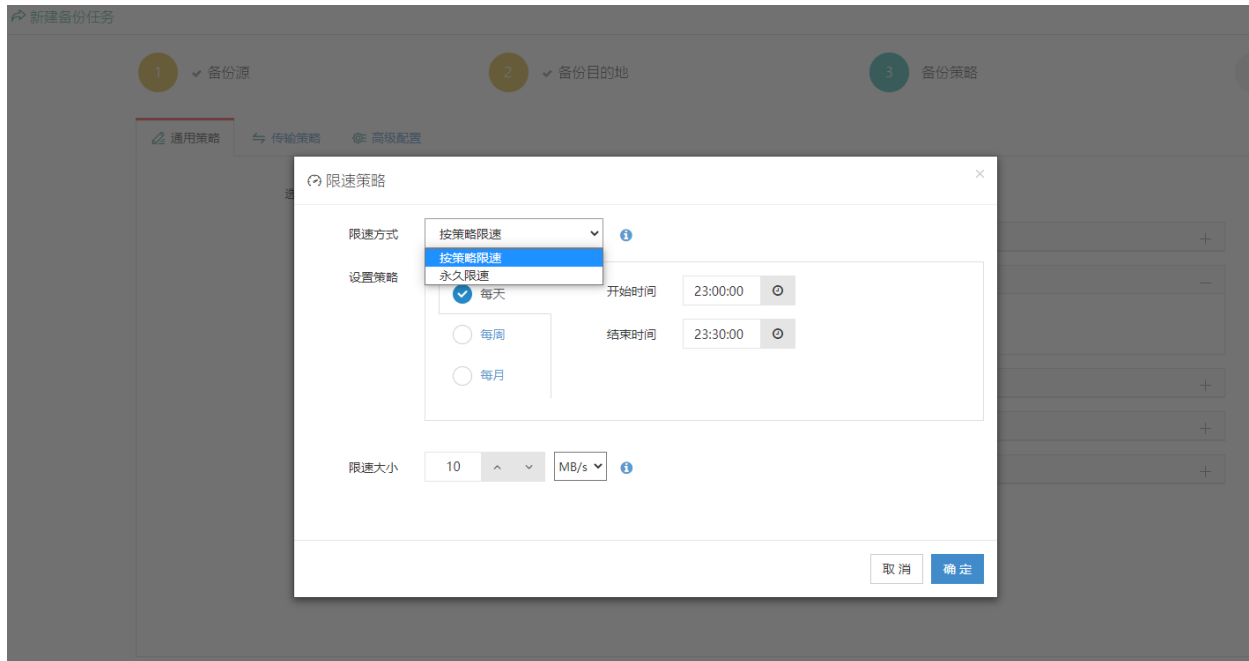 新建备份任务
1 备份源 2 备份目的地 3 备份策略
通用策略 传输策略 高级配置
限速策略
限速方式 按策略限速
按策略限速
永久限速
设置策略
每天 开始时间 23:00:00
每周 结束时间 23:30:00
每月
限速大小 10 MB/s
取消 确定